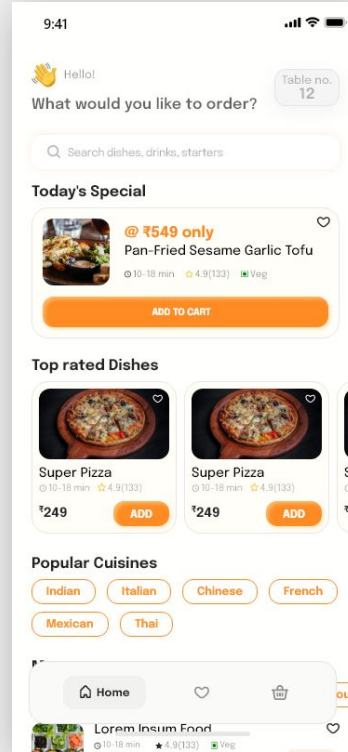 9:41
Hello!
What would you like to order?
Table no.
12
Search dishes, drinks, starters
Today's Special
@ ₹549 only
Pan-Fried Sesame Garlic Tofu
10-18 min 4.9(133) Veg
ADD TO CART
Top rated Dishes
Super Pizza
10-18 min 4.9(133)
₹249 ADD
Super Pizza
10-18 min 4.9(133)
₹249 ADD
Popular Cuisines
Indian Italian Chinese French
Mexican Thai
Home
Lorem Ipsum Food
10-18 min 4.9(133) Veg